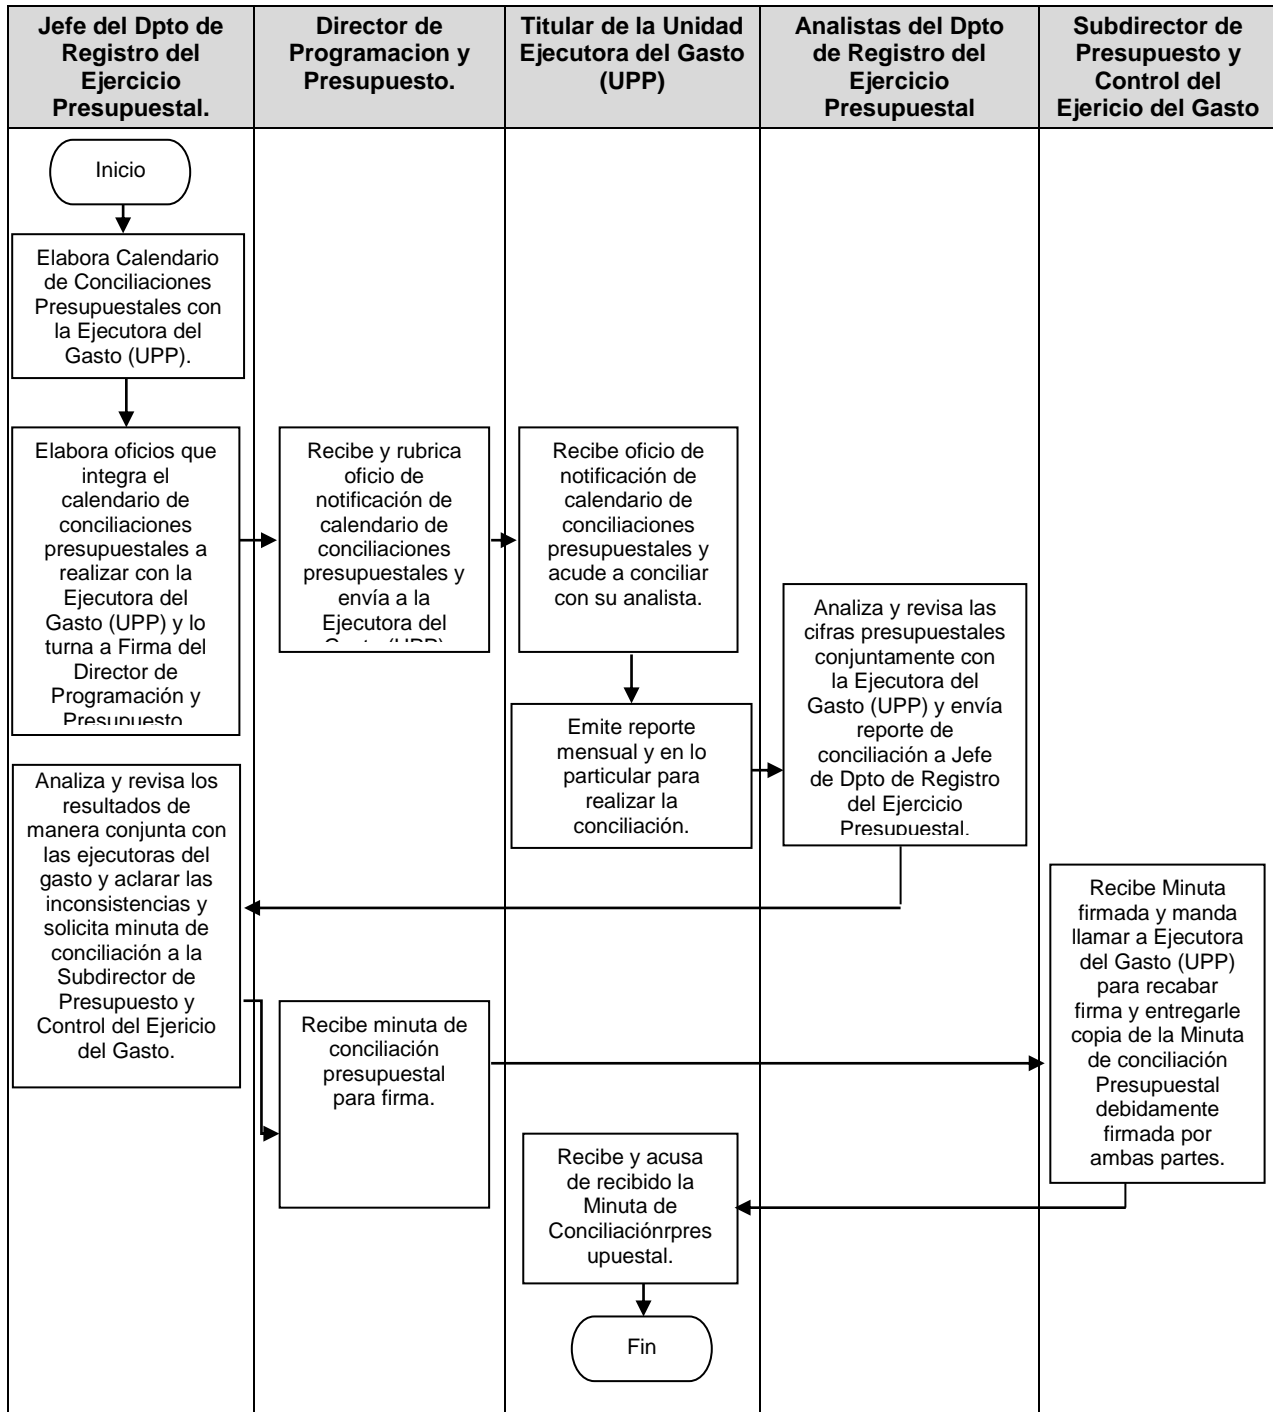 Jefe del Dpto de
Registro del
Ejercicio
Presupuestal.
Director de
Programacion y
Presupuesto.
Titular de la Unidad
Ejecutora del Gasto
(UPP)
Analistas del Dpto
de Registro del
Ejercicio
Presupuestal
Subdirector de
Presupuesto y
Control del
Ejericio del Gasto
Inicio
Elabora Calendario
de Conciliaciones
Presupuestales con
la Ejecutora del
Gasto (UPP).
Elabora oficios que
integra el
calendario de
conciliaciones
presupuestales a
realizar con la
Ejecutora del
Gasto (UPP) y lo
turna a Firma del
Director de
Programación y
Presupuesto
Recibe y rubrica
oficio de
notificación de
calendario de
conciliaciones
presupuestales y
envía a la
Ejecutora del
Gasto (UPP)
Recibe oficio de
notificación de
calendario de
conciliaciones
presupuestales y
acude a conciliar
con su analista.
Emite reporte
mensual y en lo
particular para
realizar la
conciliación.
Analiza y revisa las
cifras presupuestales
conjuntamente con
la Ejecutora del
Gasto (UPP) y envía
reporte de
conciliación a Jefe
de Dpto de Registro
del Ejercicio
Presupuestal.
Analiza y revisa los
resultados de
manera conjunta con
las ejecutoras del
gasto y aclarar las
inconsistencias y
solicita minuta de
conciliación a la
Subdirector de
Presupuesto y
Control del Ejericio
del Gasto.
Recibe minuta de
conciliación
presupuestal
para firma.
Recibe Minuta
firmada y manda
llamar a Ejecutora
del Gasto (UPP)
para recabar
firma y entregarle
copia de la Minuta
de conciliación
Presupuestal
debidamente
firmada por
ambas partes.
Recibe y acusa
de recibido la
Minuta de
Conciliaciónrpres
upuestal.
Fin